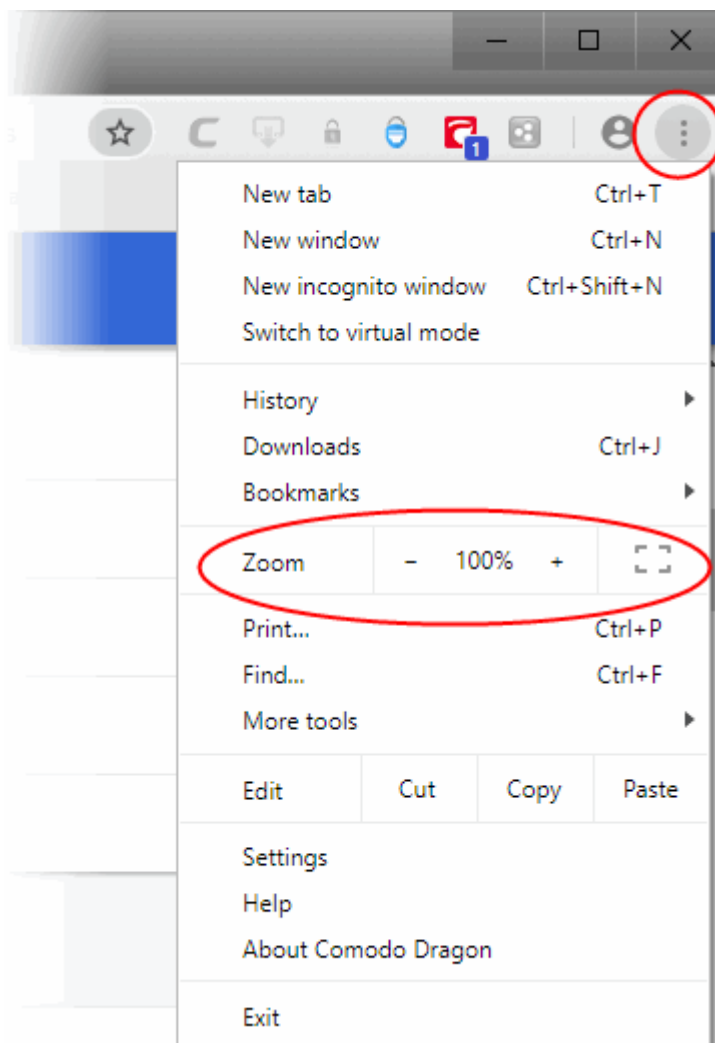 1
New tab Ctrl+T
New window Ctrl+N
New incognito window Ctrl+Shift+N
Switch to virtual mode
History
Downloads Ctrl+J
Bookmarks
Zoom - 100% +
Print... Ctrl+P
Find... Ctrl+F
More tools
Edit Cut Copy Paste
Settings
Help
About Comodo Dragon
Exit